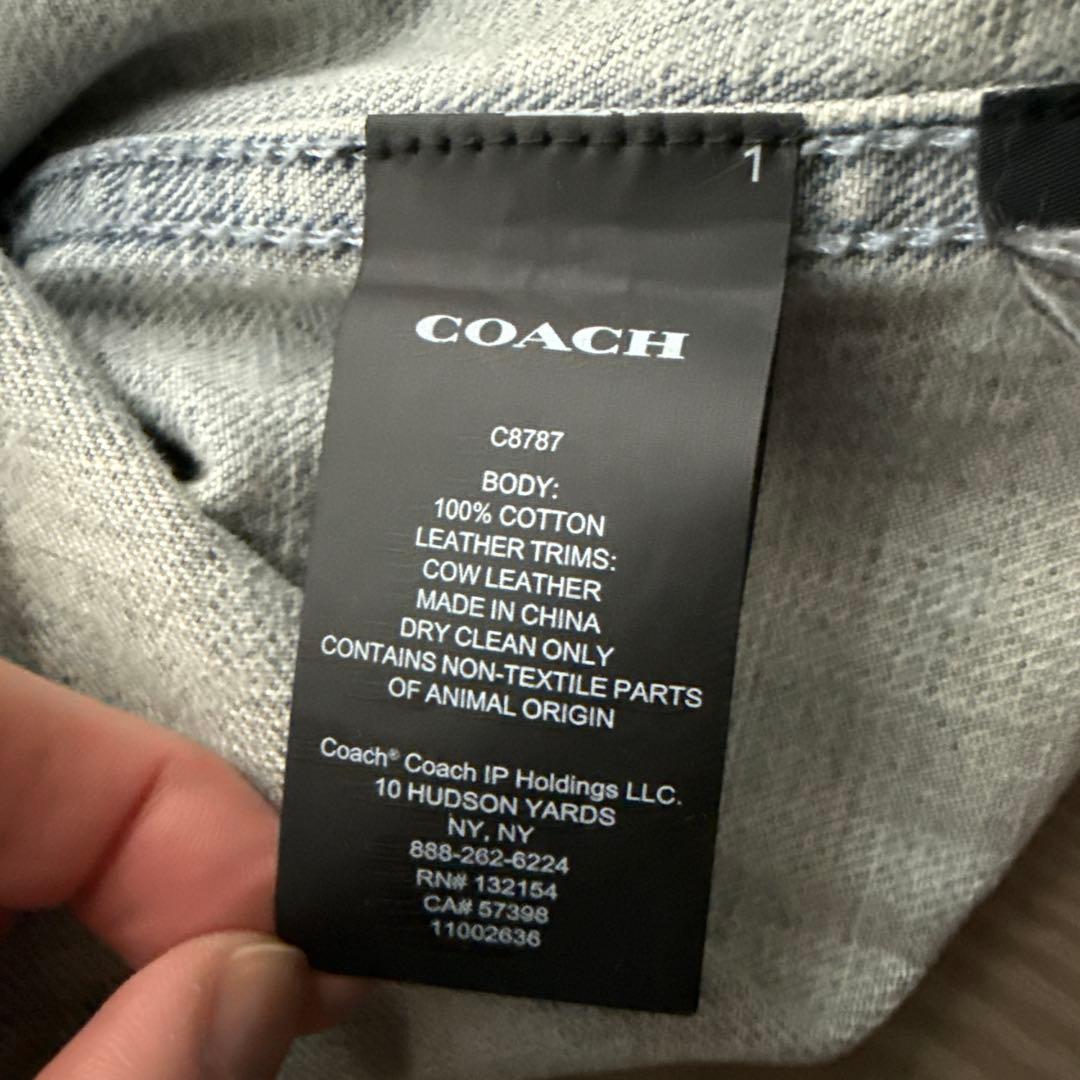 1
COACH
C8787
BODY:
100% COTTON
LEATHER TRIMS:
COW LEATHER
MADE IN CHINA
DRY CLEAN ONLY
CONTAINS NON-TEXTILE PARTS
OF ANIMAL ORIGIN
Coach® Coach IP Holdings LLC.
10 HUDSON YARDS
NY, NY
888-262-6224
RN# 132154
CA# 57398
11002636